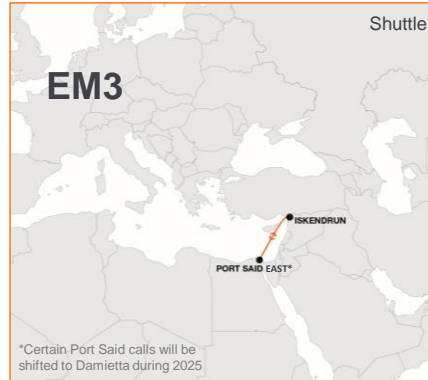 Shuttle
EM3
ISKENDRUN
PORT SAID EAST*
*Certain Port Said calls will be
shifted to Damietta during 2025